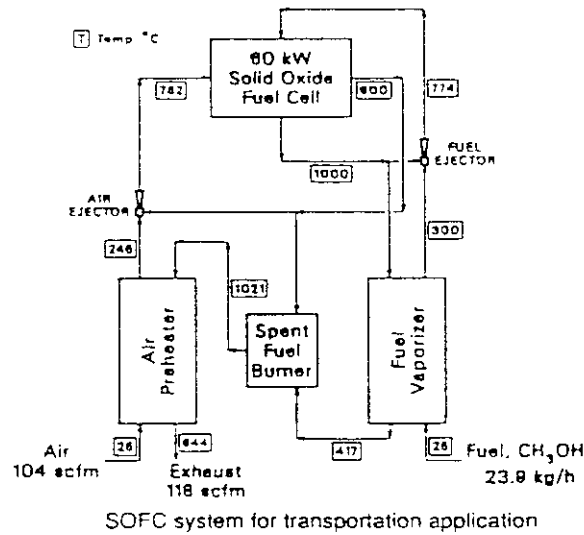 T Temp °C
60 kW
Solid Oxide
Fuel Cell
782
600
774
FUEL
EJECTOR
1000
AIR
EJECTOR
246
300
1021
Air
Preheater
Spent
Fuel
Burner
Fuel
Vaporizer
26
644
417
26
Air
104 scfm
Exhaust
118 scfm
Fuel, CH3OH
23.9 kg/h
SOFC system for transportation application